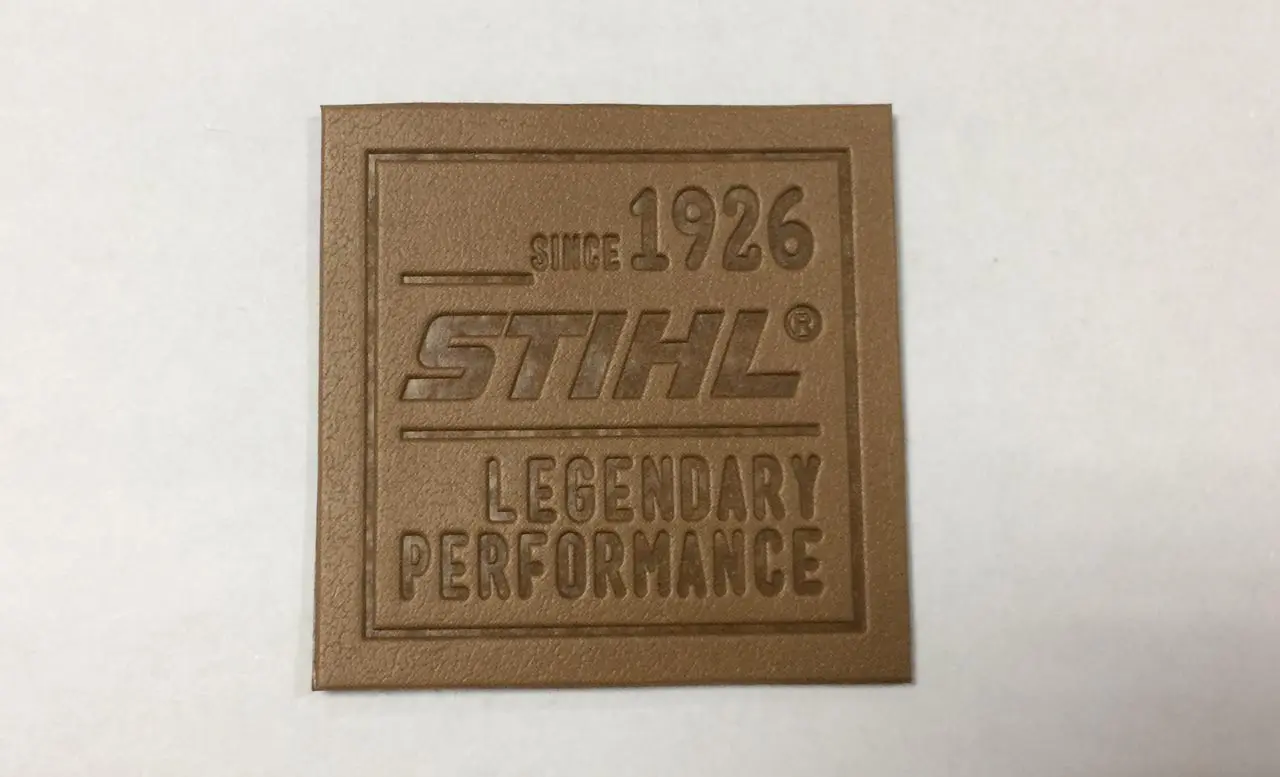 SINCE 1926
STIHL®
LEGENDARY
PERFORMANCE